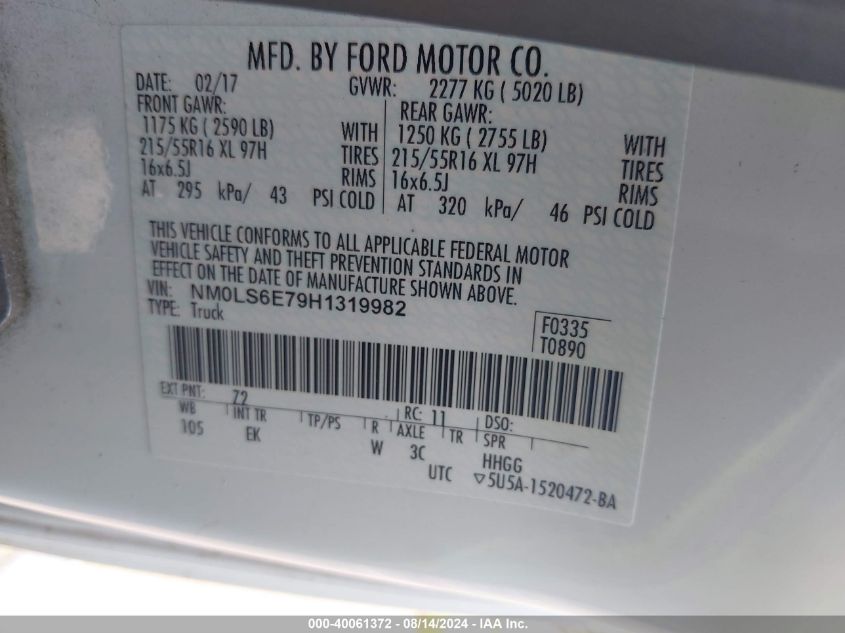 MFD. BY FORD MOTOR CO.
DATE: 02/17 GVWR: 2277 KG ( 5020 LB)
FRONT GAWR: REAR GAWR:
1175 KG ( 2590 LB) WITH 1250 KG ( 2755 LB) WITH
215/55R16 XL 97H TIRES 215/55R16 XL 97H TIRES
16x6.5J RIMS 16x6.5J RIMS
AT 295 kPa/ 43 PSI COLD AT 320 kPa/ 46 PSI COLD
THIS VEHICLE CONFORMS TO ALL APPLICABLE FEDERAL MOTOR
VEHICLE SAFETY AND THEFT PREVENTION STANDARDS IN
EFFECT ON THE DATE OF MANUFACTURE SHOWN ABOVE.
VIN: NM0LS6E79H1319982
TYPE: Truck
F0335
T0890
EXT PNT: 72 RC: 11 DSO:
WB INT TR TP/PS R AXLE TR SPR
105 EK W 3C HHGG
UTC ▽5U5A-1520472-BA
000-40061372 - 08/14/2024 - IAA Inc.